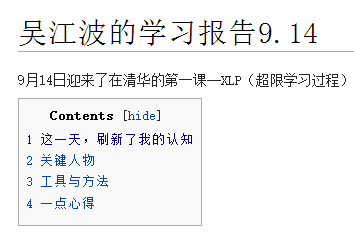 吴江波的学习报告9.14
9月14日迎来了在清华的第一课—XLP（超限学习过程）
Contents [hide]
1 这一天，刷新了我的认知
2 关键人物
3 工具与方法
4 一点心得